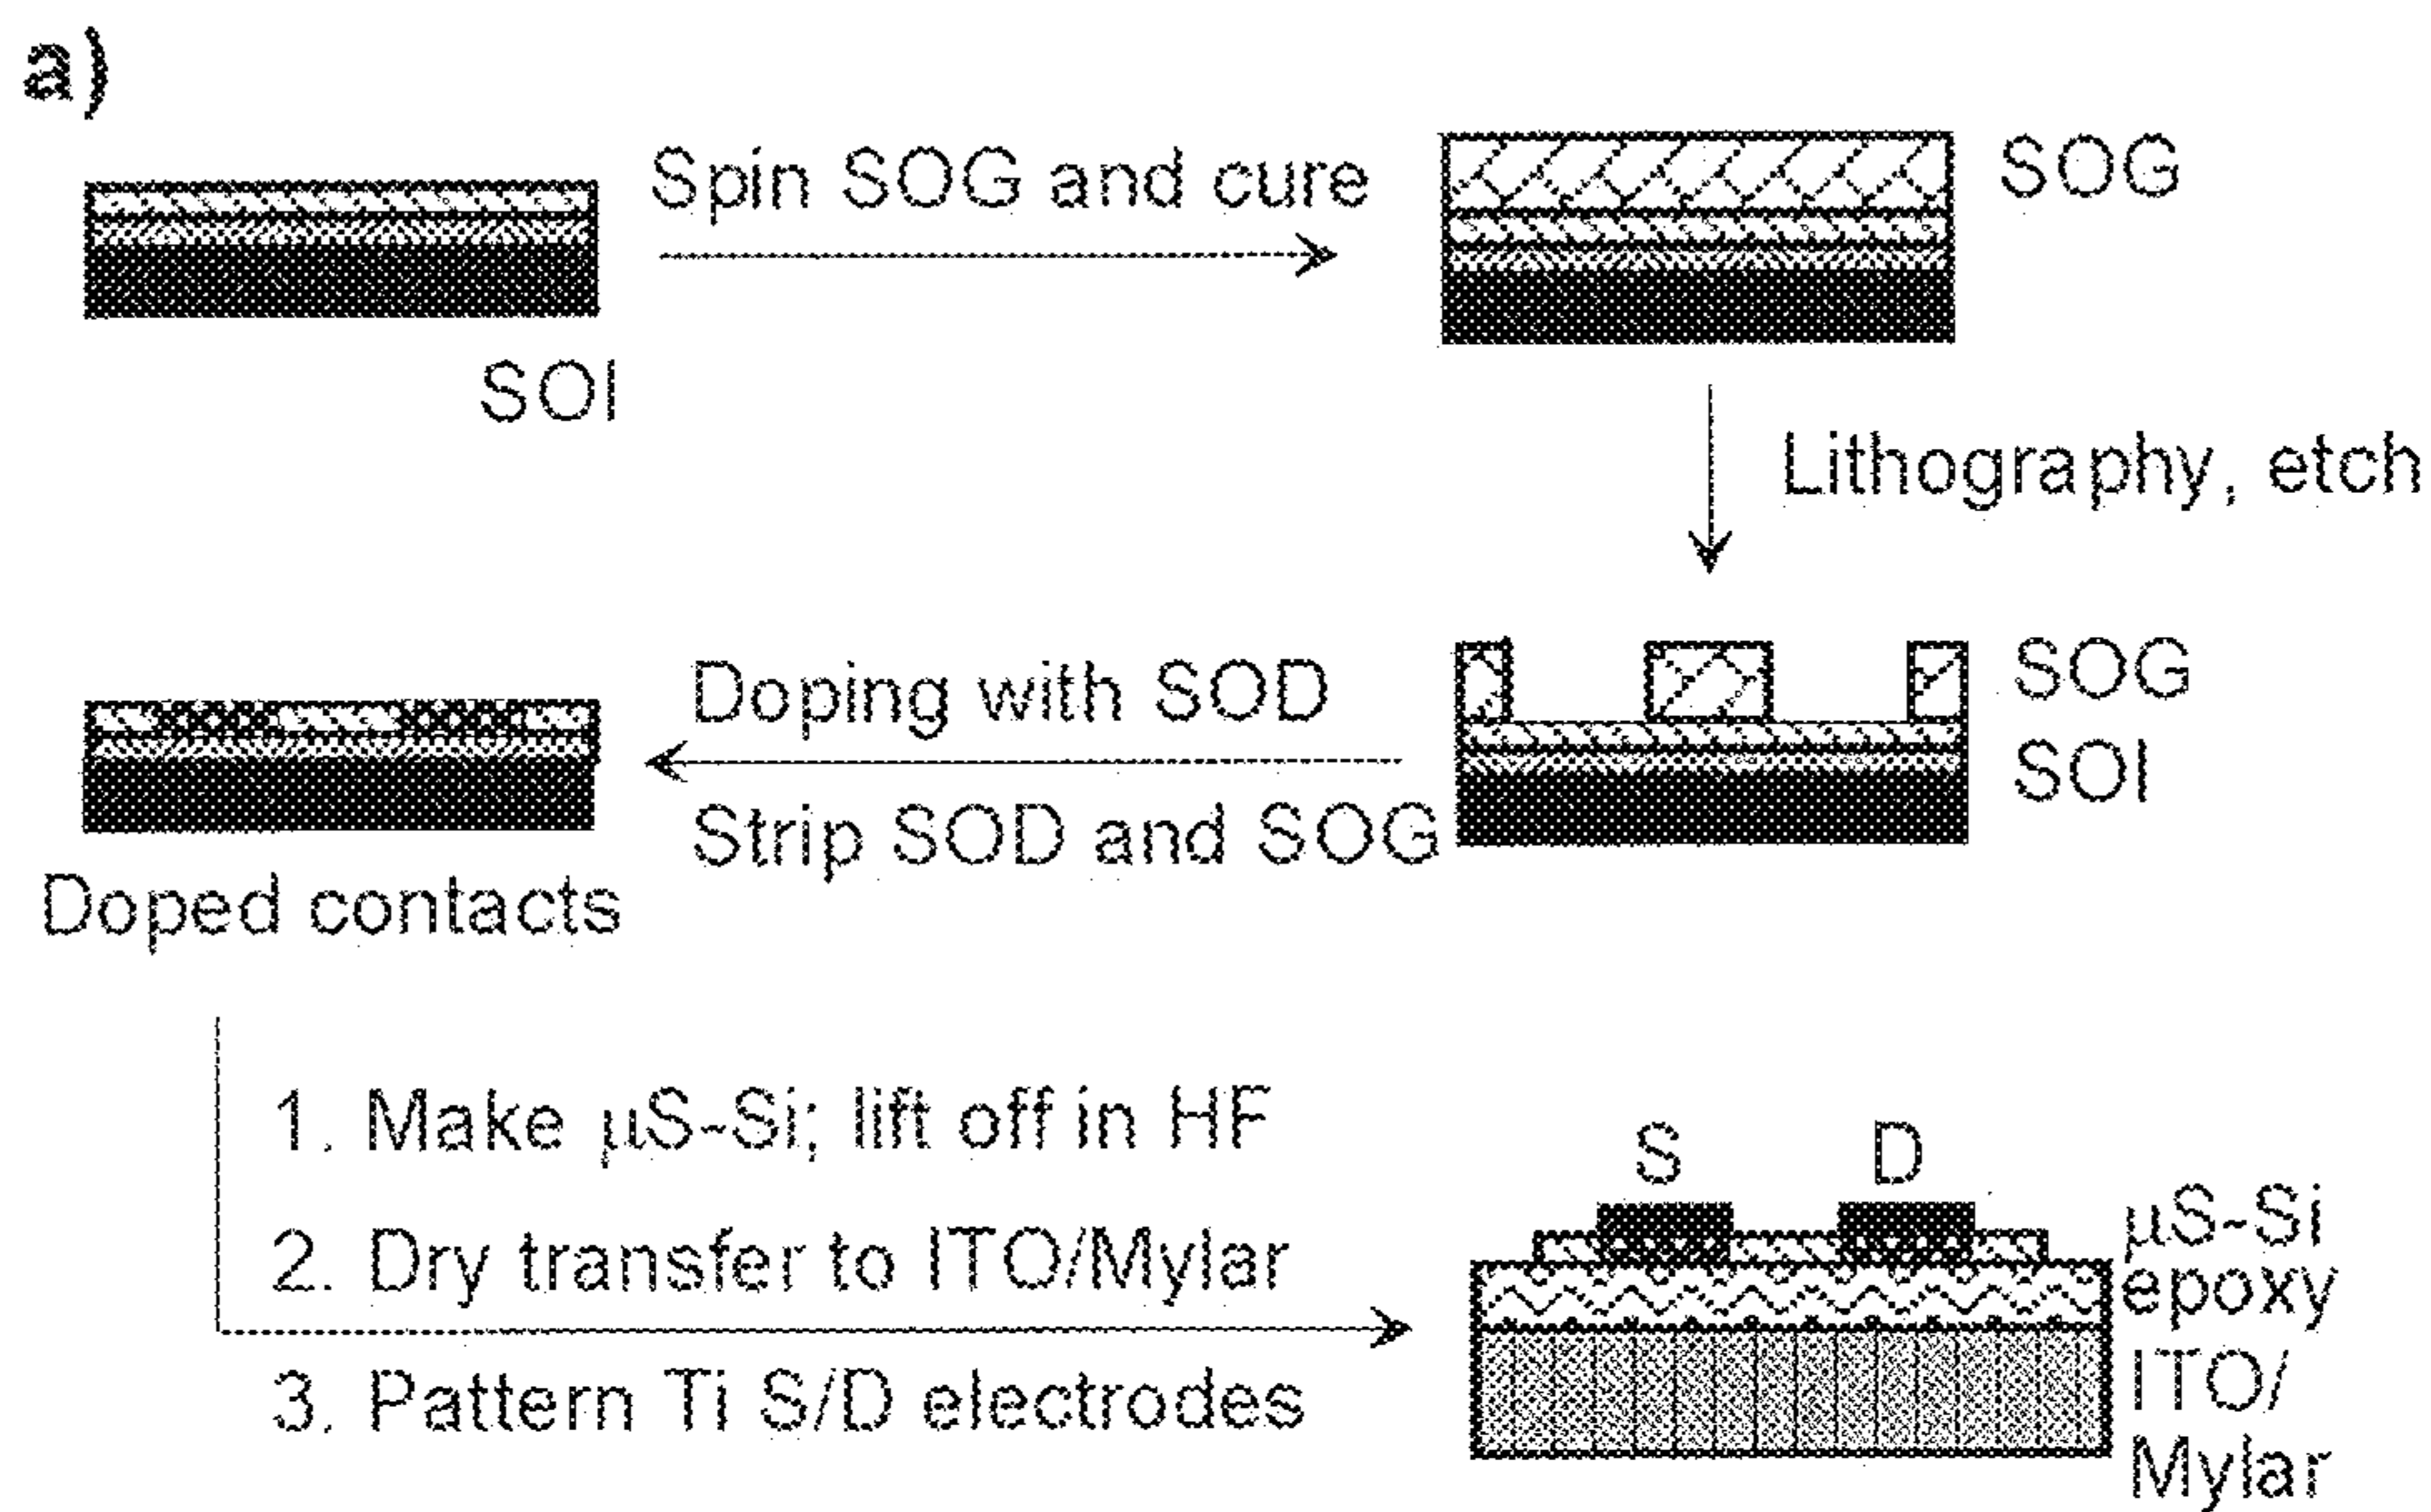 a)
Spin SOG and cure
SOG
SOI
Lithography, etch
SOG
SOI
Doping with SOD
Strip SOD and SOG
Doped contacts
1. Make µS-Si; lift off in HF
2. Dry transfer to ITO/Mylar
3. Pattern Ti S/D electrodes
S D
µS-Si
epoxy
ITO/
Mylar